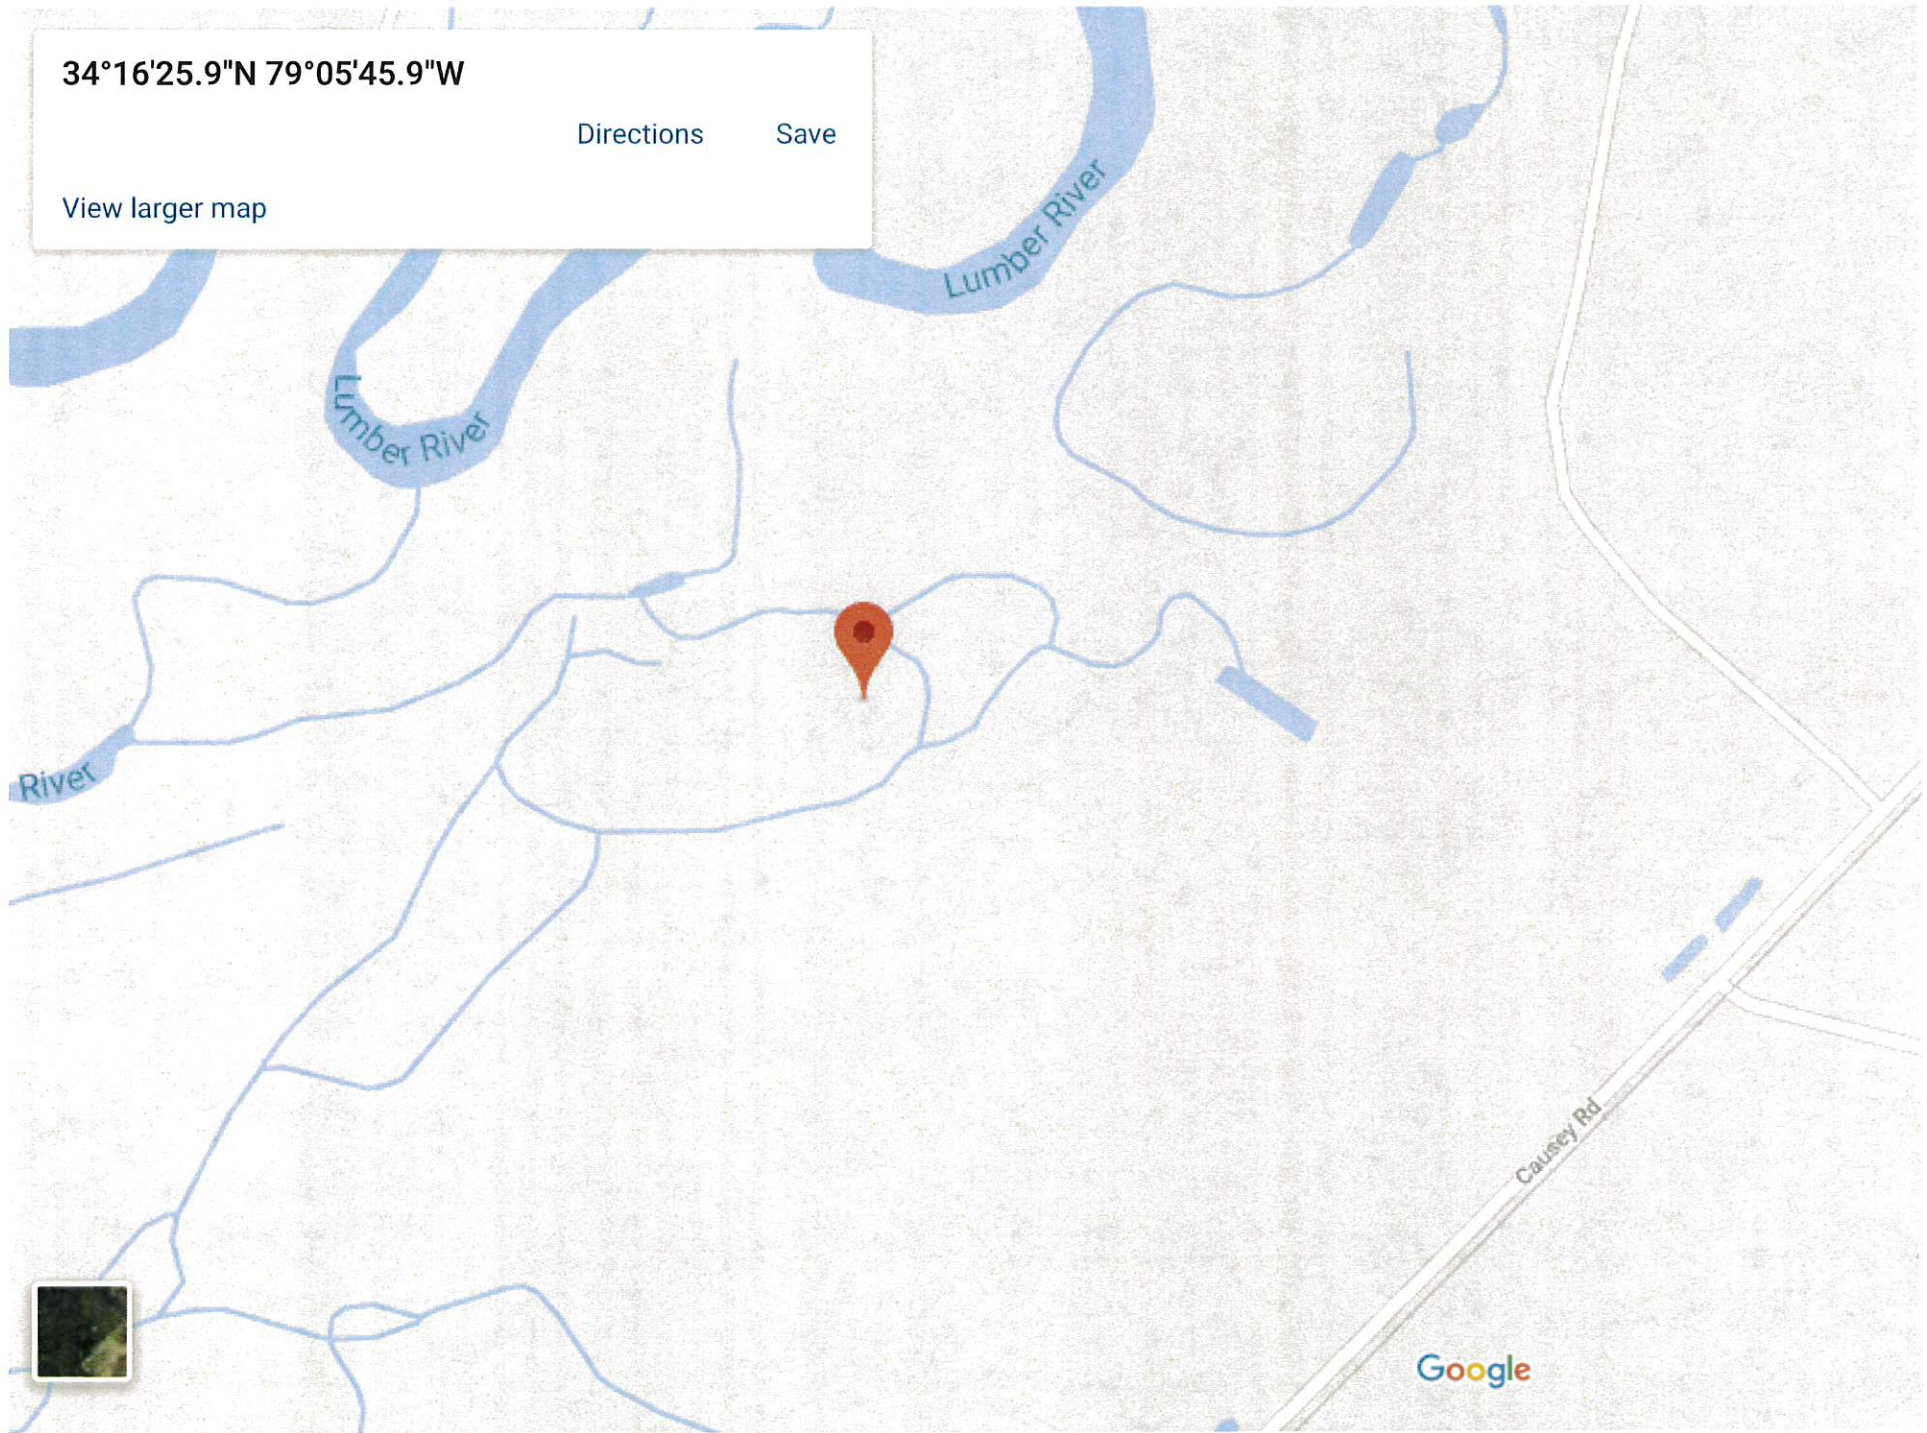 34°16'25.9"N 79°05'45.9"W
Directions Save
View larger map
Lumber River
Lumber River
River
Causey Rd
Google